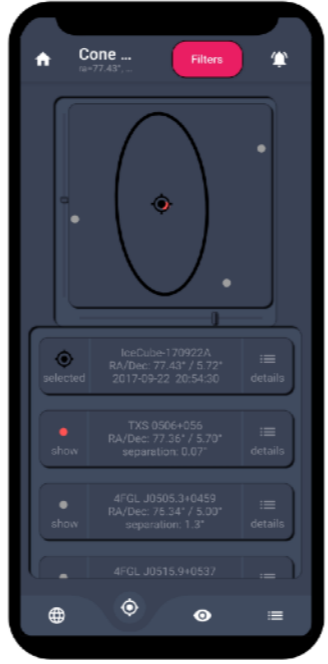 Cone ...
ra=77.43°, ...
Filters
IceCube-170922A
RA/Dec: 77.43° / 5.72°
2017-09-22 20:54:30
selected
details
TXS 0506+056
RA/Dec: 77.36° / 5.70°
separation: 0.07°
show
details
4FGL J0505.3+0459
RA/Dec: 76.34° / 5.00°
separation: 1.3°
show
details
4FGL J0515.9+0537